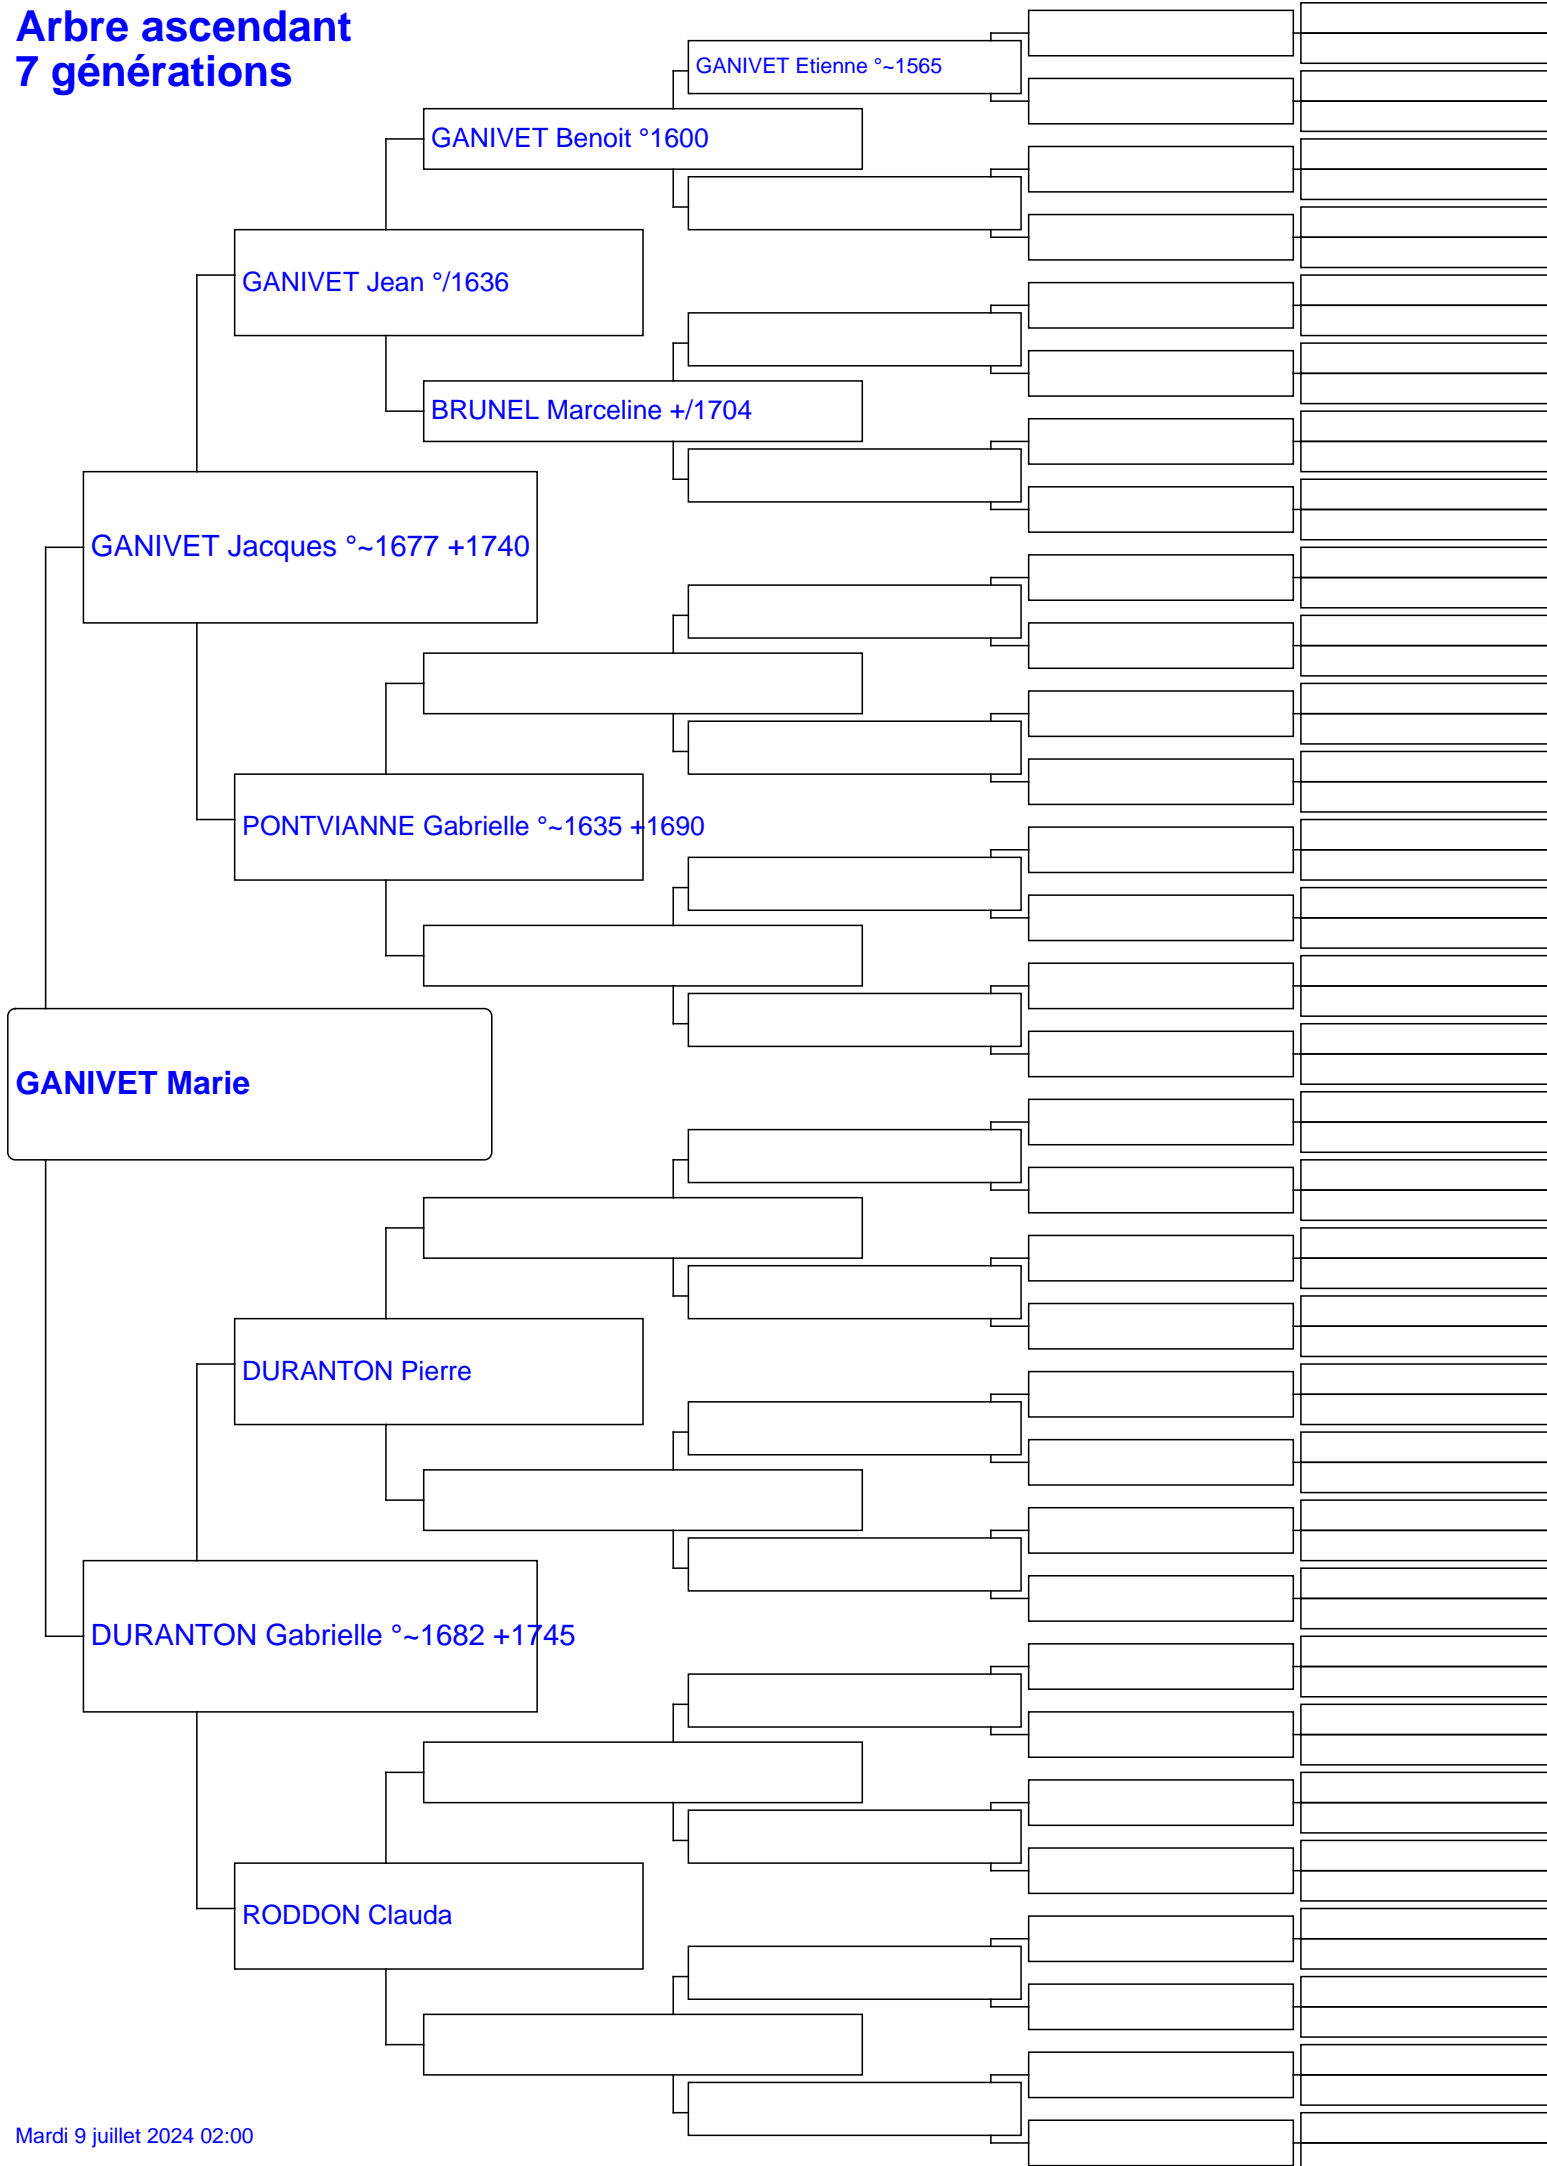 Arbre ascendant
7 générations
GANIVET Etienne °~1565
GANIVET Benoit °1600
GANIVET Jean °/1636
BRUNEL Marceline +/1704
GANIVET Jacques °~1677 +1740
PONTVIANNE Gabrielle °~1635 +1690
GANIVET Marie
DURANTON Pierre
DURANTON Gabrielle °~1682 +1745
RODDON Clauda
Mardi 9 juillet 2024 02:00